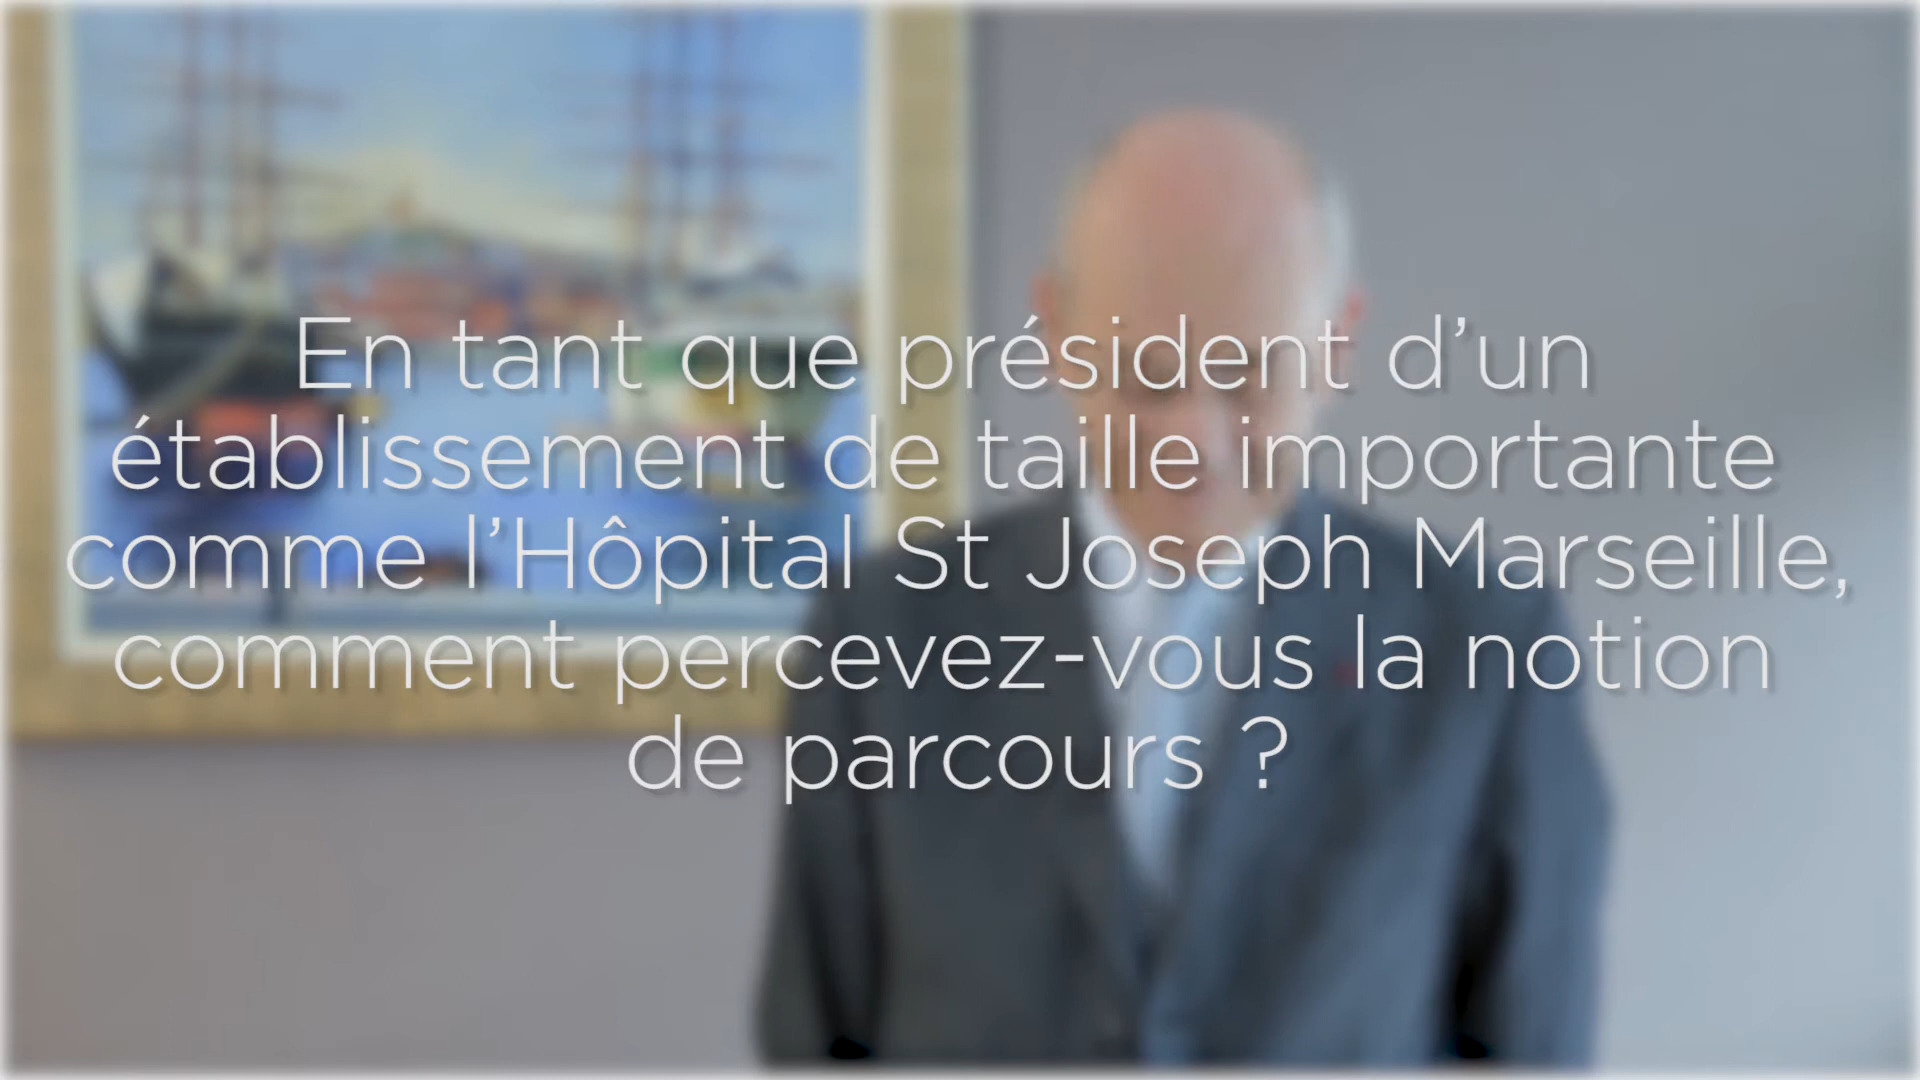 En tant que président d’un
établissement de taille importante
comme l’Hôpital St Joseph Marseille,
comment percevez-vous la notion
de parcours ?